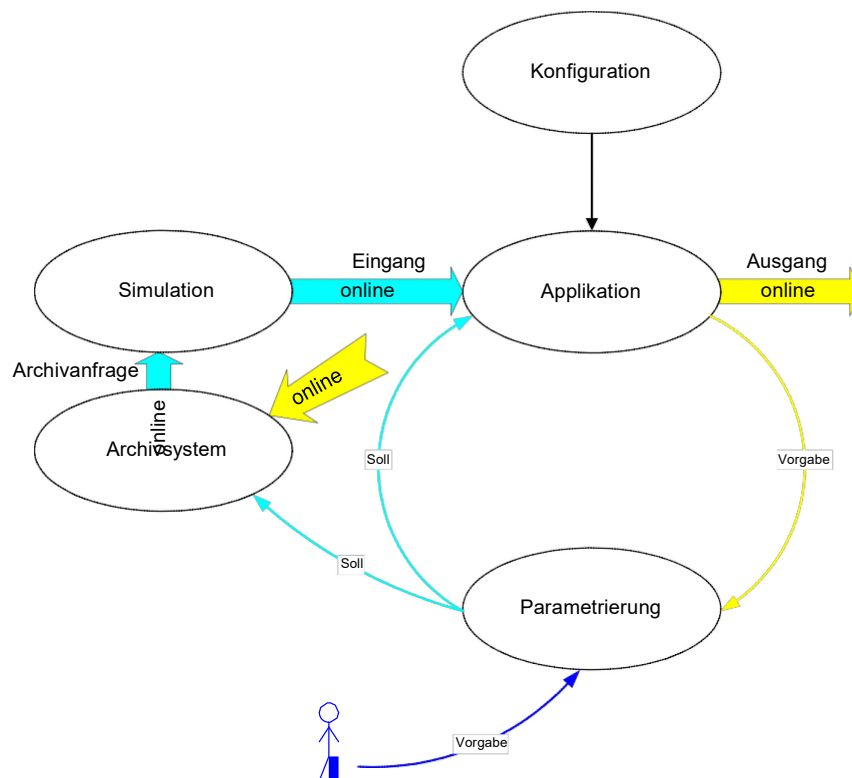 Konfiguration
Eingang
Ausgang
Simulation
online
Applikation
online
Archivanfrage
online
online
Archivsystem
Soll
Vorgabe
Soll
Parametrierung
Vorgabe